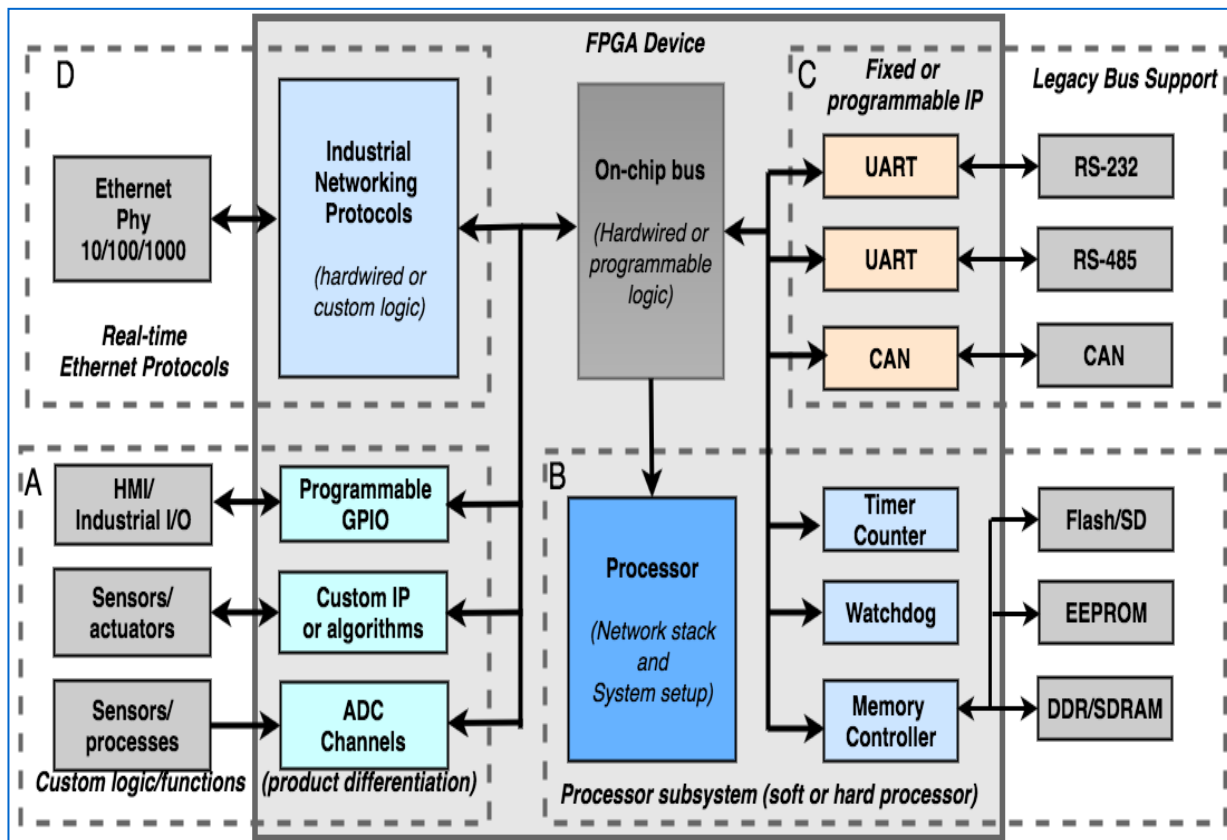 FPGA Device
D
Ethernet
Phy
10/100/1000
Real-time
Ethernet Protocols
Industrial
Networking
Protocols
(hardwired or
custom logic)
On-chip bus
(Hardwired or
programmable
logic)
C
Fixed or
programmable IP
Legacy Bus Support
UART
RS-232
UART
RS-485
CAN
CAN
A
HMI/
Industrial I/O
Programmable
GPIO
Sensors/
actuators
Custom IP
or algorithms
Sensors/
processes
ADC
Channels
Custom logic/functions
(product differentiation)
B
Processor
(Network stack
and
System setup)
Timer
Counter
Flash/SD
Watchdog
EEPROM
Memory
Controller
DDR/SDRAM
Processor subsystem (soft or hard processor)